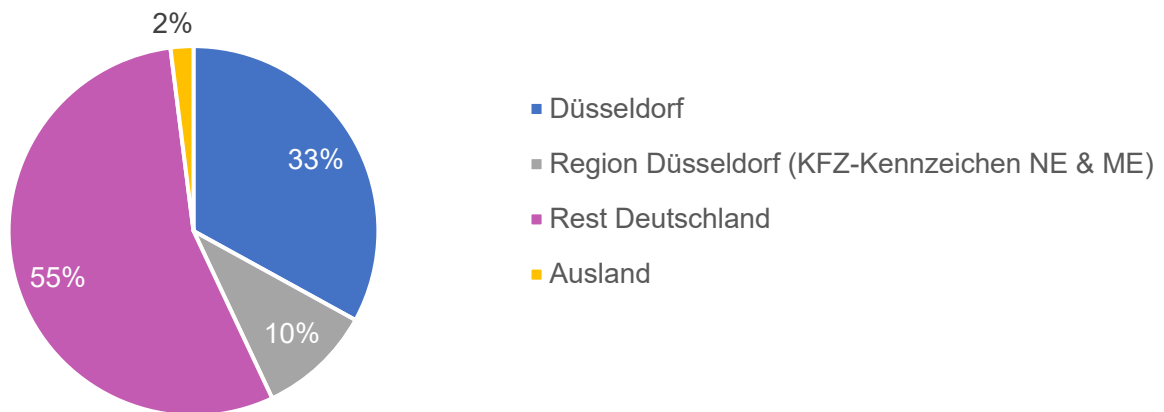 2%
33%
55%
10%
Düsseldorf
Region Düsseldorf (KFZ-Kennzeichen NE & ME)
Rest Deutschland
Ausland